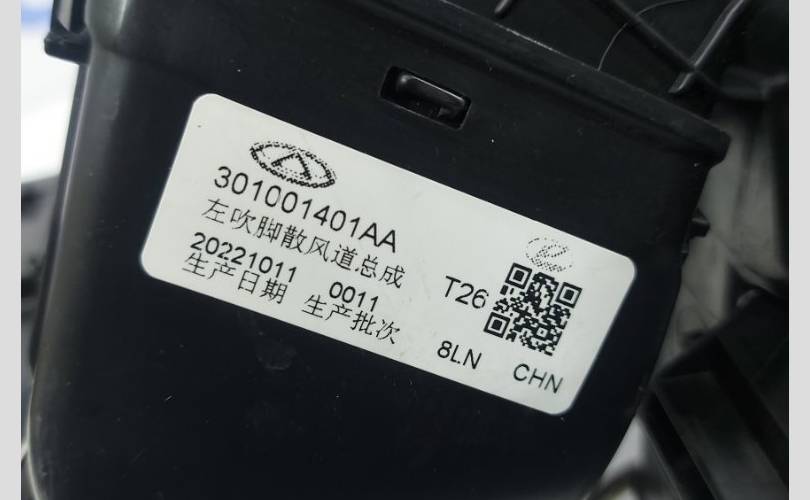 301001401AA
左吹脚散风道总成
20221011 0011
生产日期 生产批次
T26
8LN CHN